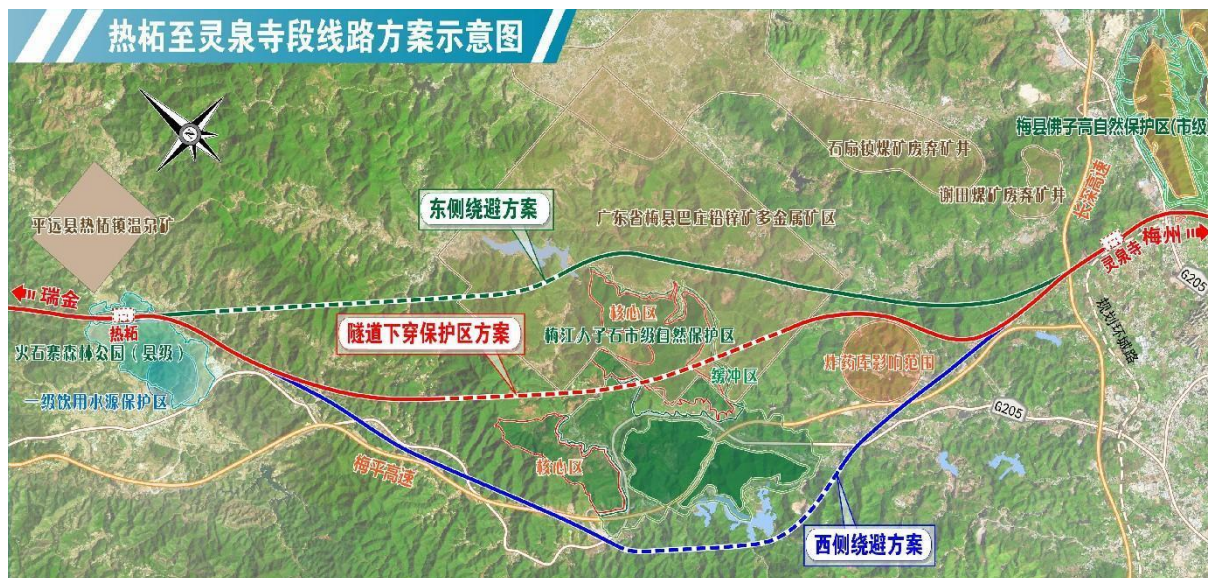 热柘至灵泉寺段线路方案示意图
梅县佛子高自然保护区(市级
石扇镇煤矿废弃矿井
谢田煤矿废弃矿井
长深高速
东侧绕避方案
广东省梅县巴庄铅锌矿多金属矿区
平远县热柘镇温泉矿
灵泉寺
梅州
瑞金
G205
热柘
核心区
规划环城路
隧道下穿保护区方案
梅江人子石市级自然保护区
火石寨森林公园（县级）
炸药库影响范围
缓冲区
一级饮用水源保护区
G205
梅平高速
核心区
西侧绕避方案